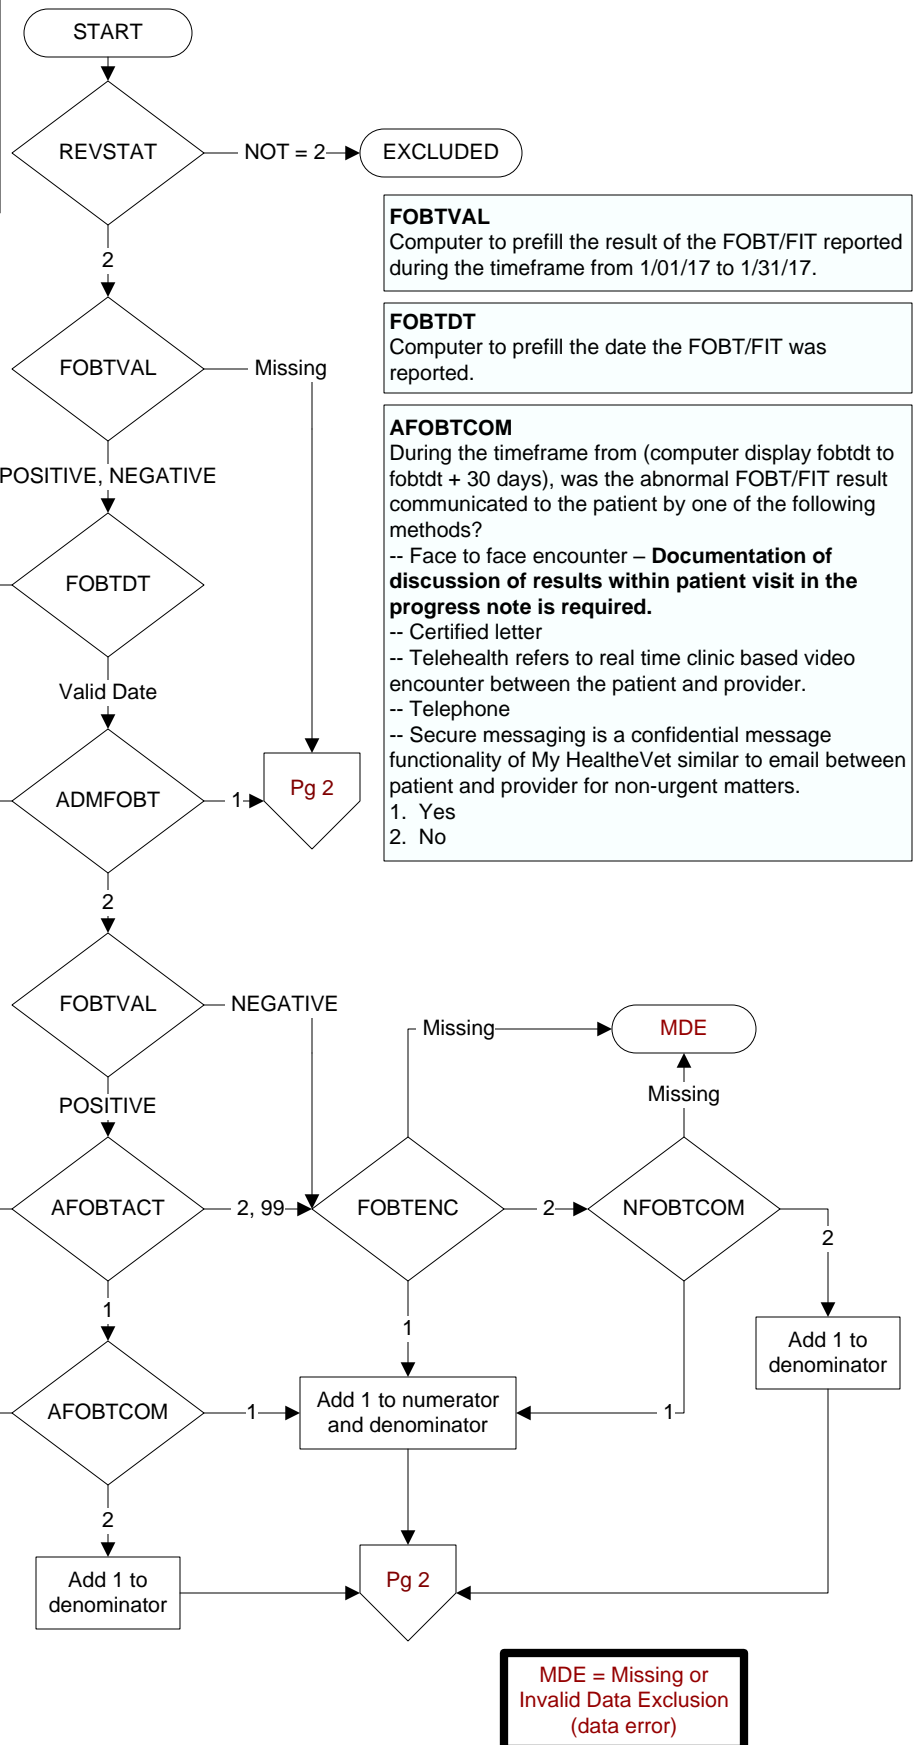 START
REVSTAT
NOT = 2
EXCLUDED
2
FOBTVAL
Computer to prefill the result of the FOBT/FIT reported
during the timeframe from 1/01/17 to 1/31/17.
FOBTDT
Computer to prefill the date the FOBT/FIT was
reported.
FOBTVAL
Missing
AFOBTCOM
During the timeframe from (computer display fobtdt to
fobtdt + 30 days), was the abnormal FOBT/FIT result
communicated to the patient by one of the following
methods?
-- Face to face encounter – Documentation of
discussion of results within patient visit in the
progress note is required.
-- Certified letter
-- Telehealth refers to real time clinic based video
encounter between the patient and provider.
-- Telephone
-- Secure messaging is a confidential message
functionality of My HealtheVet similar to email between
patient and provider for non-urgent matters.
1. Yes
2. No
POSITIVE, NEGATIVE
FOBTDT
Valid Date
ADMFOBT
1
Pg 2
2
FOBTVAL
NEGATIVE
POSITIVE
Missing
MDE
Missing
AFOBTACT
2, 99
FOBTENC
2
NFOBTCOM
2
1
1
Add 1 to
denominator
AFOBTCOM
1
Add 1 to numerator
and denominator
1
2
Add 1 to
denominator
Pg 2
MDE = Missing or
Invalid Data Exclusion
(data error)